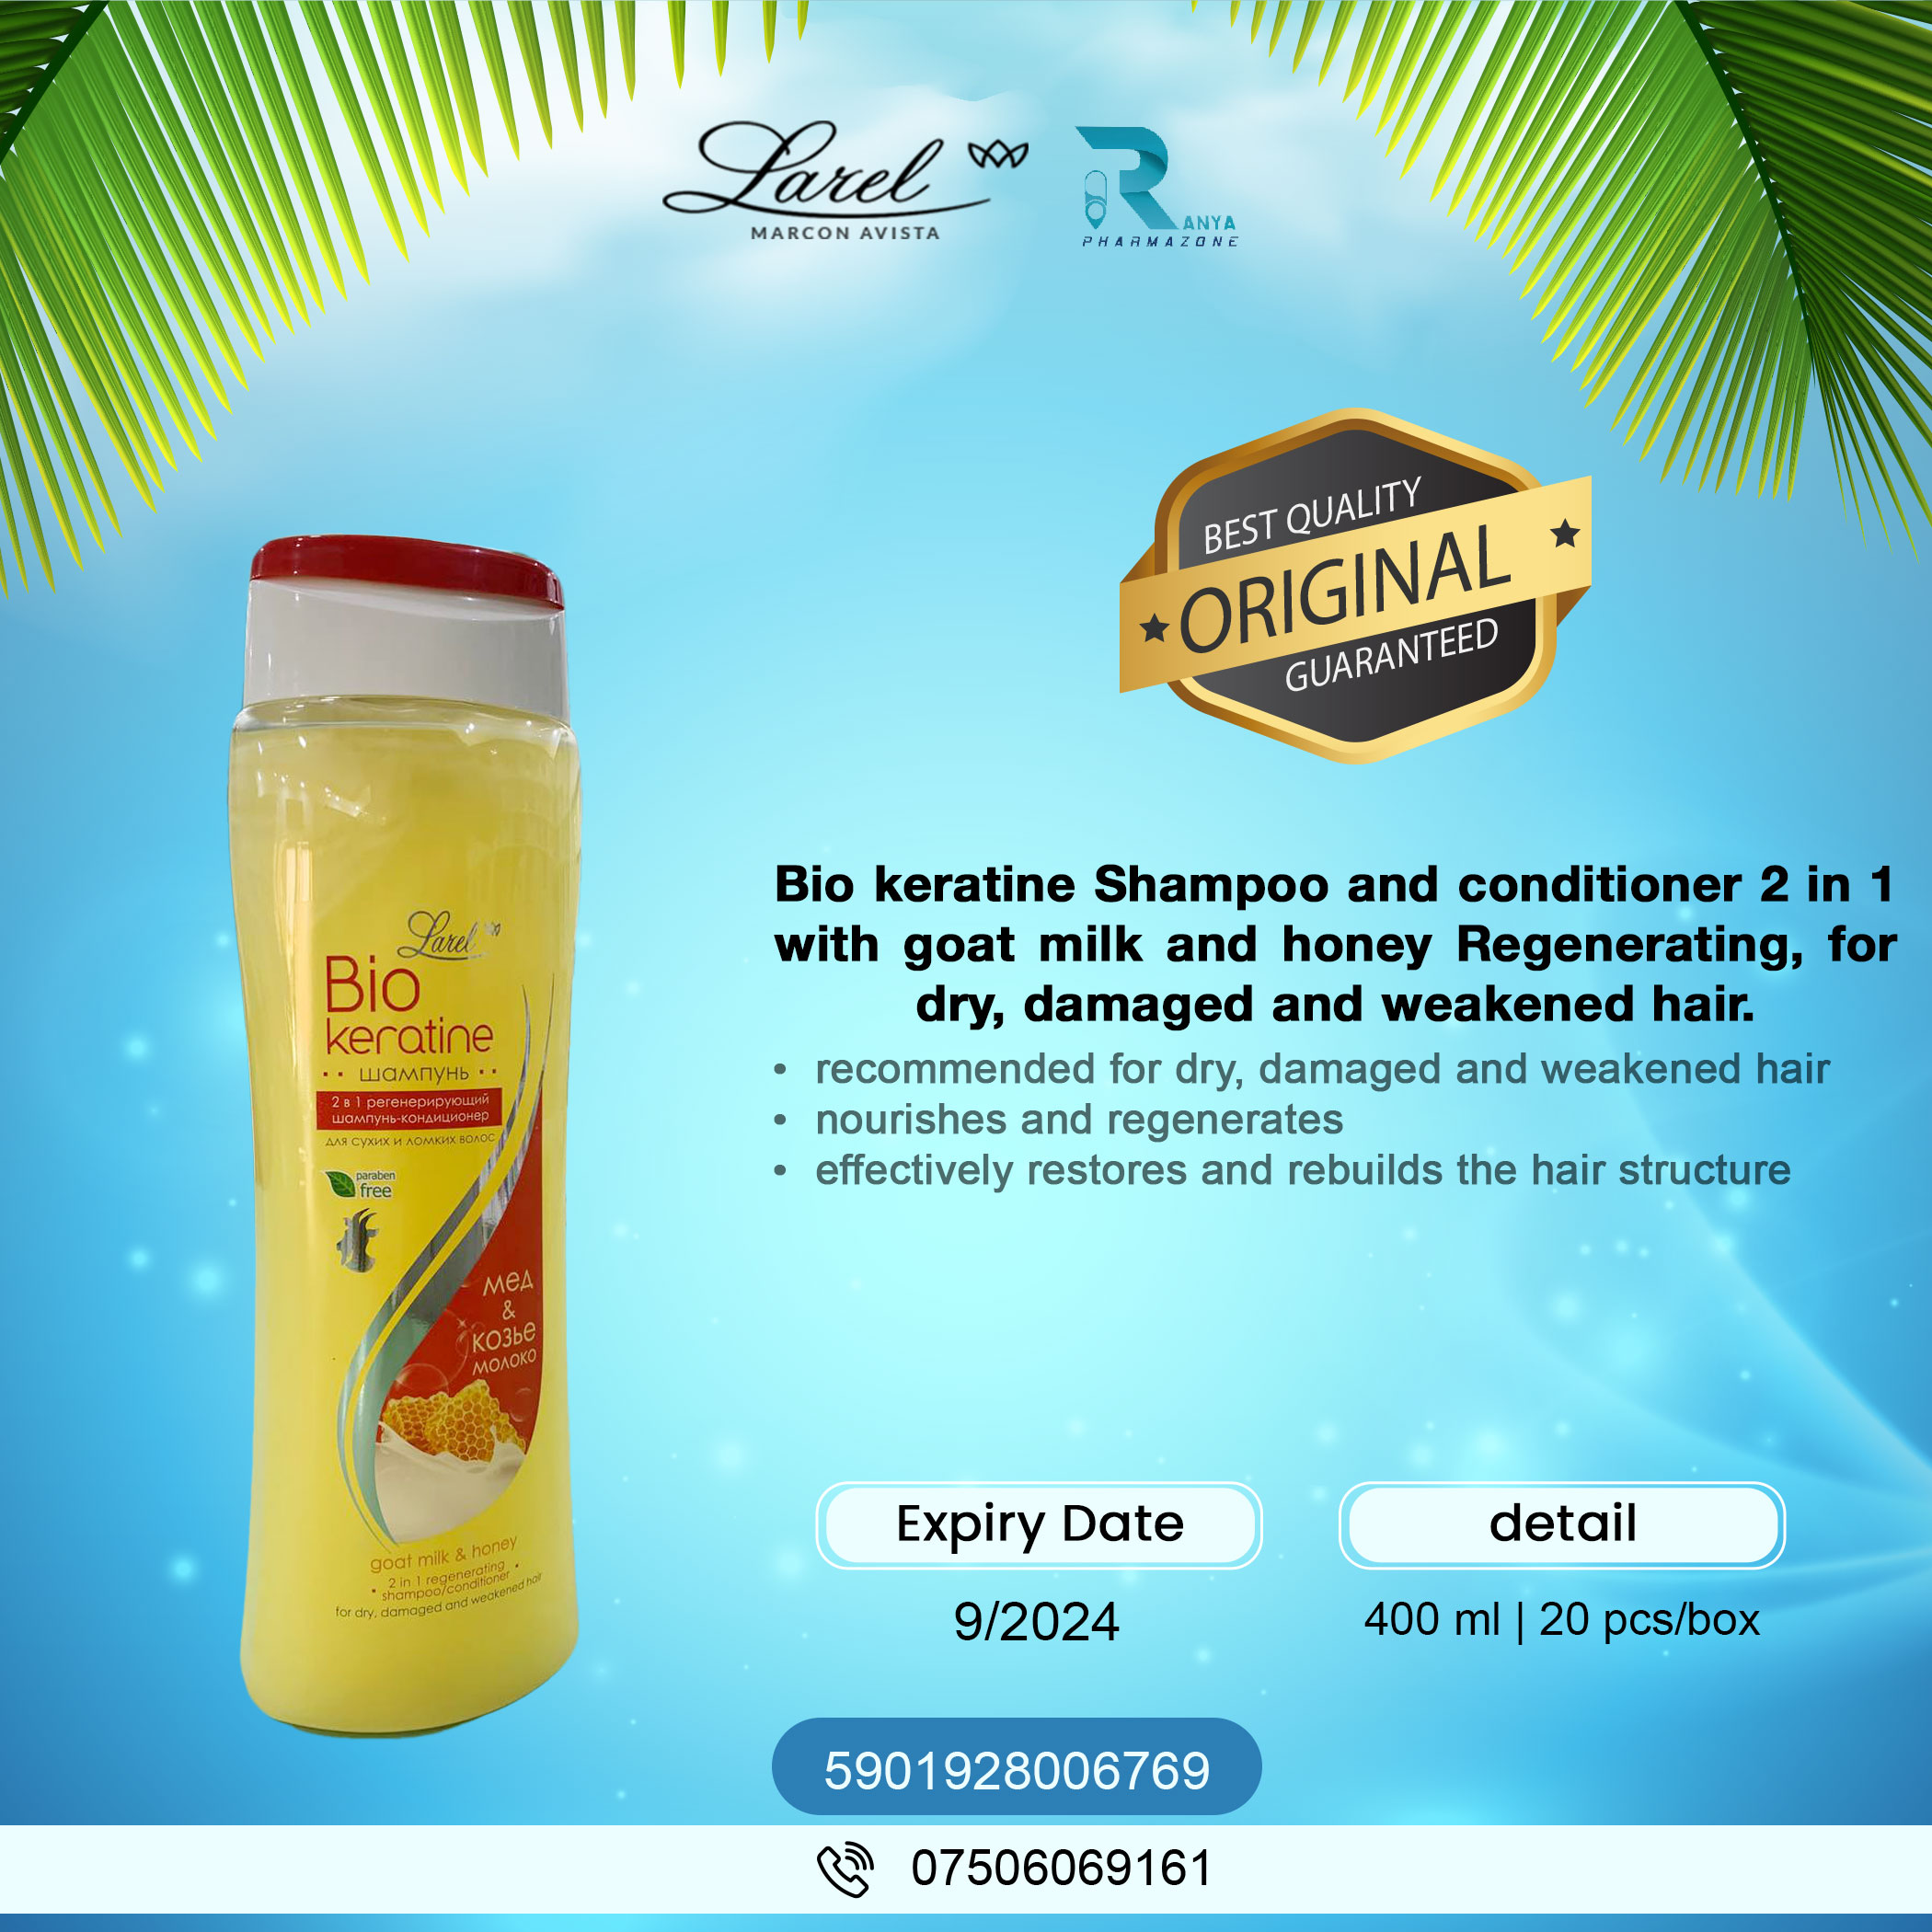 Larel
MARCON AVISTA
R ANYA
PHARMAZONE
BEST QUALITY
ORIGINAL
GUARANTEED
Bio keratine Shampoo and conditioner 2 in 1
with goat milk and honey Regenerating, for
dry, damaged and weakened hair.
• recommended for dry, damaged and weakened hair
• nourishes and regenerates
• effectively restores and rebuilds the hair structure
Larel
Bio
keratine
•• шампунь ••
2 в 1 регенерирующий
шампунь-кондиционер
для сухих и ломких волос
paraben
free
мед
&
козье
молоко
goat milk & honey
• 2 in 1 regenerating •
shampoo/conditioner
for dry, damaged and weakened hair
Expiry Date
9/2024
detail
400 ml | 20 pcs/box
5901928006769
07506069161